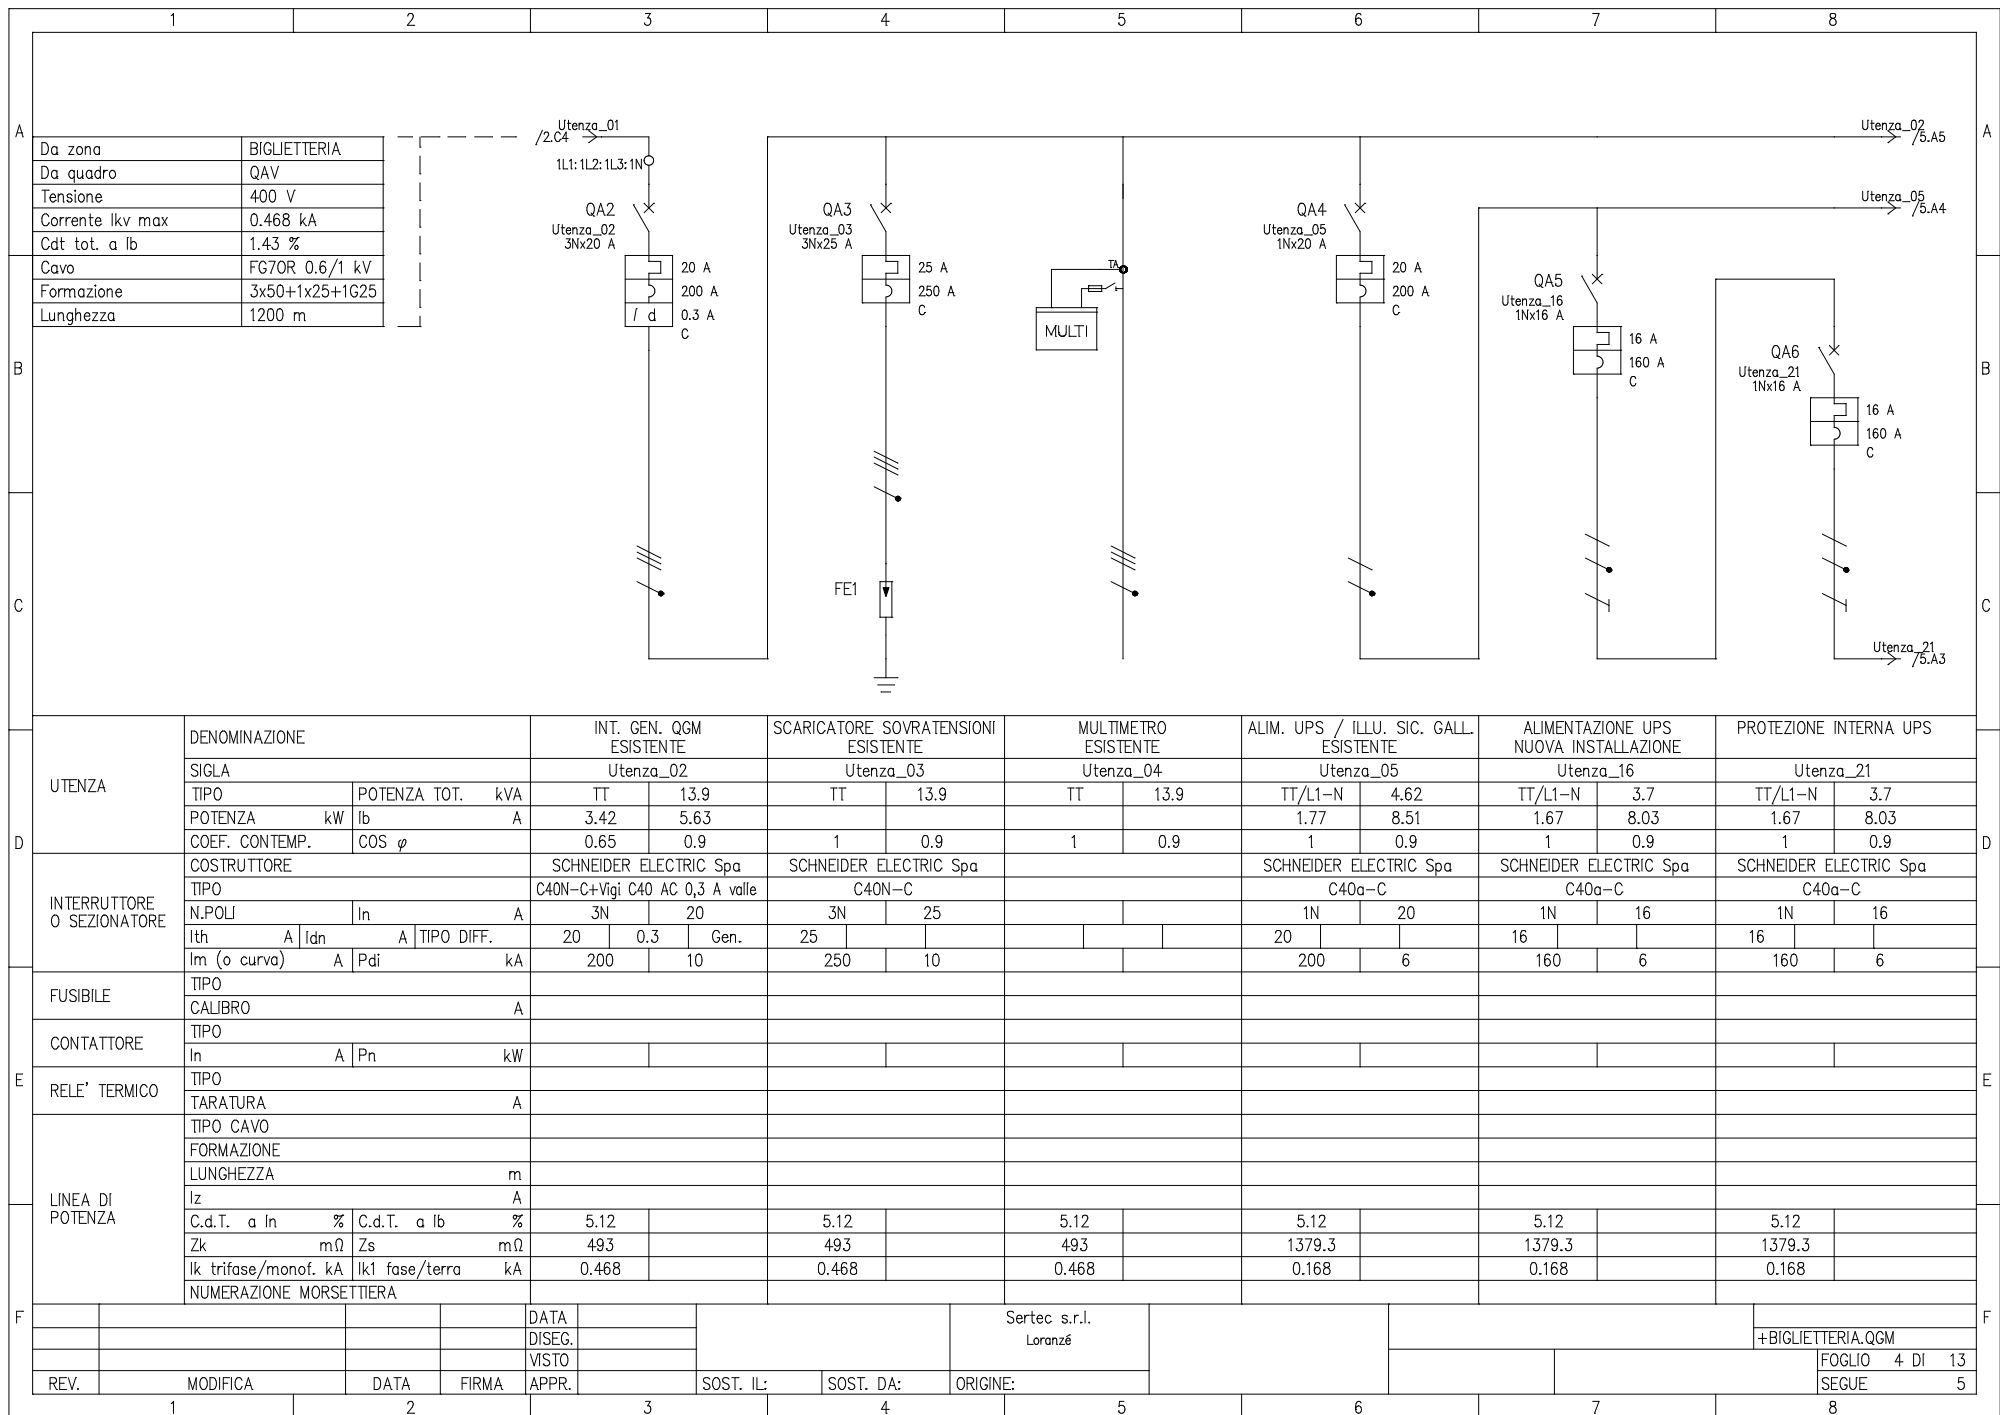 1 2 3 4 5 6 7 8
A
A
Da zona BIGLIETTERIA
Da quadro QAV
Tensione 400 V
Corrente Ikv max 0.468 kA
Cdt tot. a Ib 1.43 %
Cavo FG7OR 0.6/1 kV
Formazione 3x50+1x25+1G25
Lunghezza 1200 m
Utenza_01
/2.C4
1L1:1L2:1L3:1N
QA2
Utenza_02
3Nx20 A
20 A
200 A
I d 0.3 A
C
QA3
Utenza_03
3Nx25 A
25 A
250 A
C
FE1
TA
MULTI
QA4
Utenza_05
1Nx20 A
20 A
200 A
C
QA5
Utenza_16
1Nx16 A
16 A
160 A
C
QA6
Utenza_21
1Nx16 A
16 A
160 A
C
Utenza_02
/5.A5
Utenza_05
/5.A4
Utenza_21
/5.A3
B
B
C
C
UTENZA
DENOMINAZIONE INT. GEN. QGM ESISTENTE SCARICATORE SOVRATENSIONI ESISTENTE MULTIMETRO ESISTENTE ALIM. UPS / ILLU. SIC. GALL. ESISTENTE ALIMENTAZIONE UPS NUOVA INSTALLAZIONE PROTEZIONE INTERNA UPS
SIGLA Utenza_02 Utenza_03 Utenza_04 Utenza_05 Utenza_16 Utenza_21
TIPO POTENZA TOT. kVA TT 13.9 TT 13.9 TT 13.9 TT/L1-N 4.62 TT/L1-N 3.7 TT/L1-N 3.7
POTENZA kW Ib A 3.42 5.63 1.77 8.51 1.67 8.03 1.67 8.03
D COEFF. CONTEMP. COS φ 0.65 0.9 1 0.9 1 0.9 1 0.9 1 0.9 1 0.9 D
INTERRUTTORE
O SEZIONATORE
COSTRUTTORE SCHNEIDER ELECTRIC Spa SCHNEIDER ELECTRIC Spa SCHNEIDER ELECTRIC Spa SCHNEIDER ELECTRIC Spa SCHNEIDER ELECTRIC Spa
TIPO C40N-C+Vigi C40 AC 0,3 A valle C40N-C C40a-C C40a-C C40a-C
N.POLI In A 3N 20 3N 25 1N 20 1N 16 1N 16
Ith A Idn A TIPO DIFF. 20 0.3 Gen. 25 20 16 16
Im (o curva) A Pdi kA 200 10 250 10 200 6 160 6 160 6
FUSIBILE
TIPO
CALIBRO A
CONTATTORE
TIPO
In A Pn kW
E
E
RELE' TERMICO
TIPO
TARATURA A
LINEA DI
POTENZA
TIPO CAVO
FORMAZIONE
LUNGHEZZA m
Iz A
C.d.T. a In % C.d.T. a Ib % 5.12 5.12 5.12 5.12 5.12 5.12
Zk mΩ Zs mΩ 493 493 493 1379.3 1379.3 1379.3
Ik trifase/monof. kA Ik1 fase/terra kA 0.468 0.468 0.468 0.168 0.168 0.168
NUMERAZIONE MORSETTIERA
F
F
DATA
DISEG.
VISTO
REV. MODIFICA DATA FIRMA APPR.
SOST. IL: SOST. DA: ORIGINE:
Sertec s.r.l.
Loranzé
+BIGLIETTERIA.QGM
FOGLIO 4 DI 13
SEGUE 5
1 2 3 4 5 6 7 8